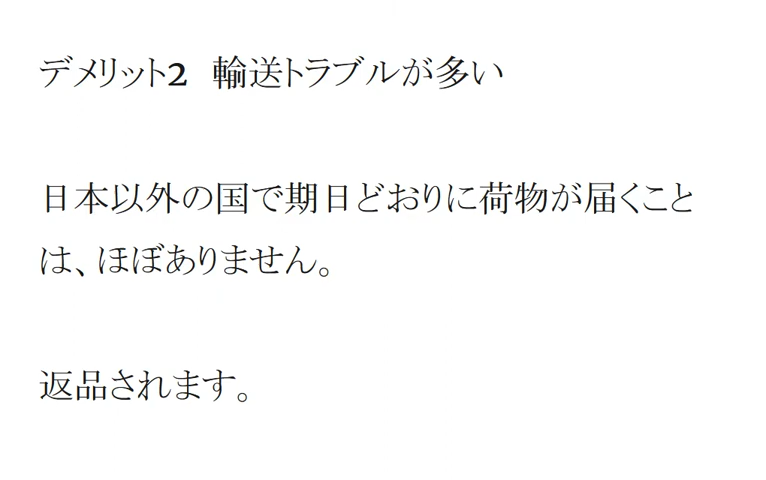 デメリット2　輸送トラブルが多い
日本以外の国で期日どおりに荷物が届くこと
は、ほぼありません。
返品されます。